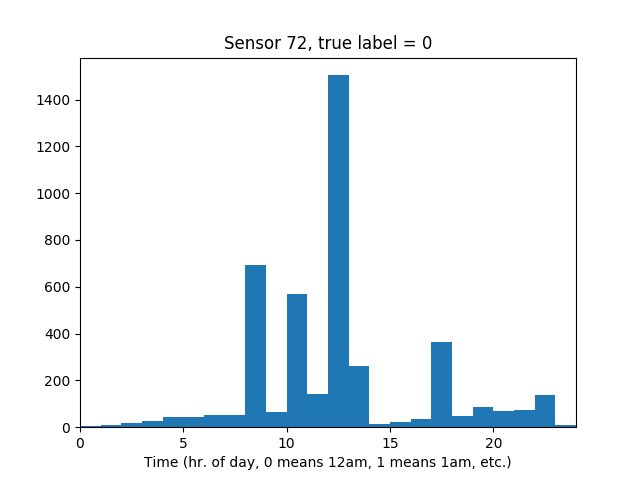 Sensor 72, true label = 0
1400
1200
1000
800
600
400
200
0
0 5 10 15 20
Time (hr. of day, 0 means 12am, 1 means 1am, etc.)